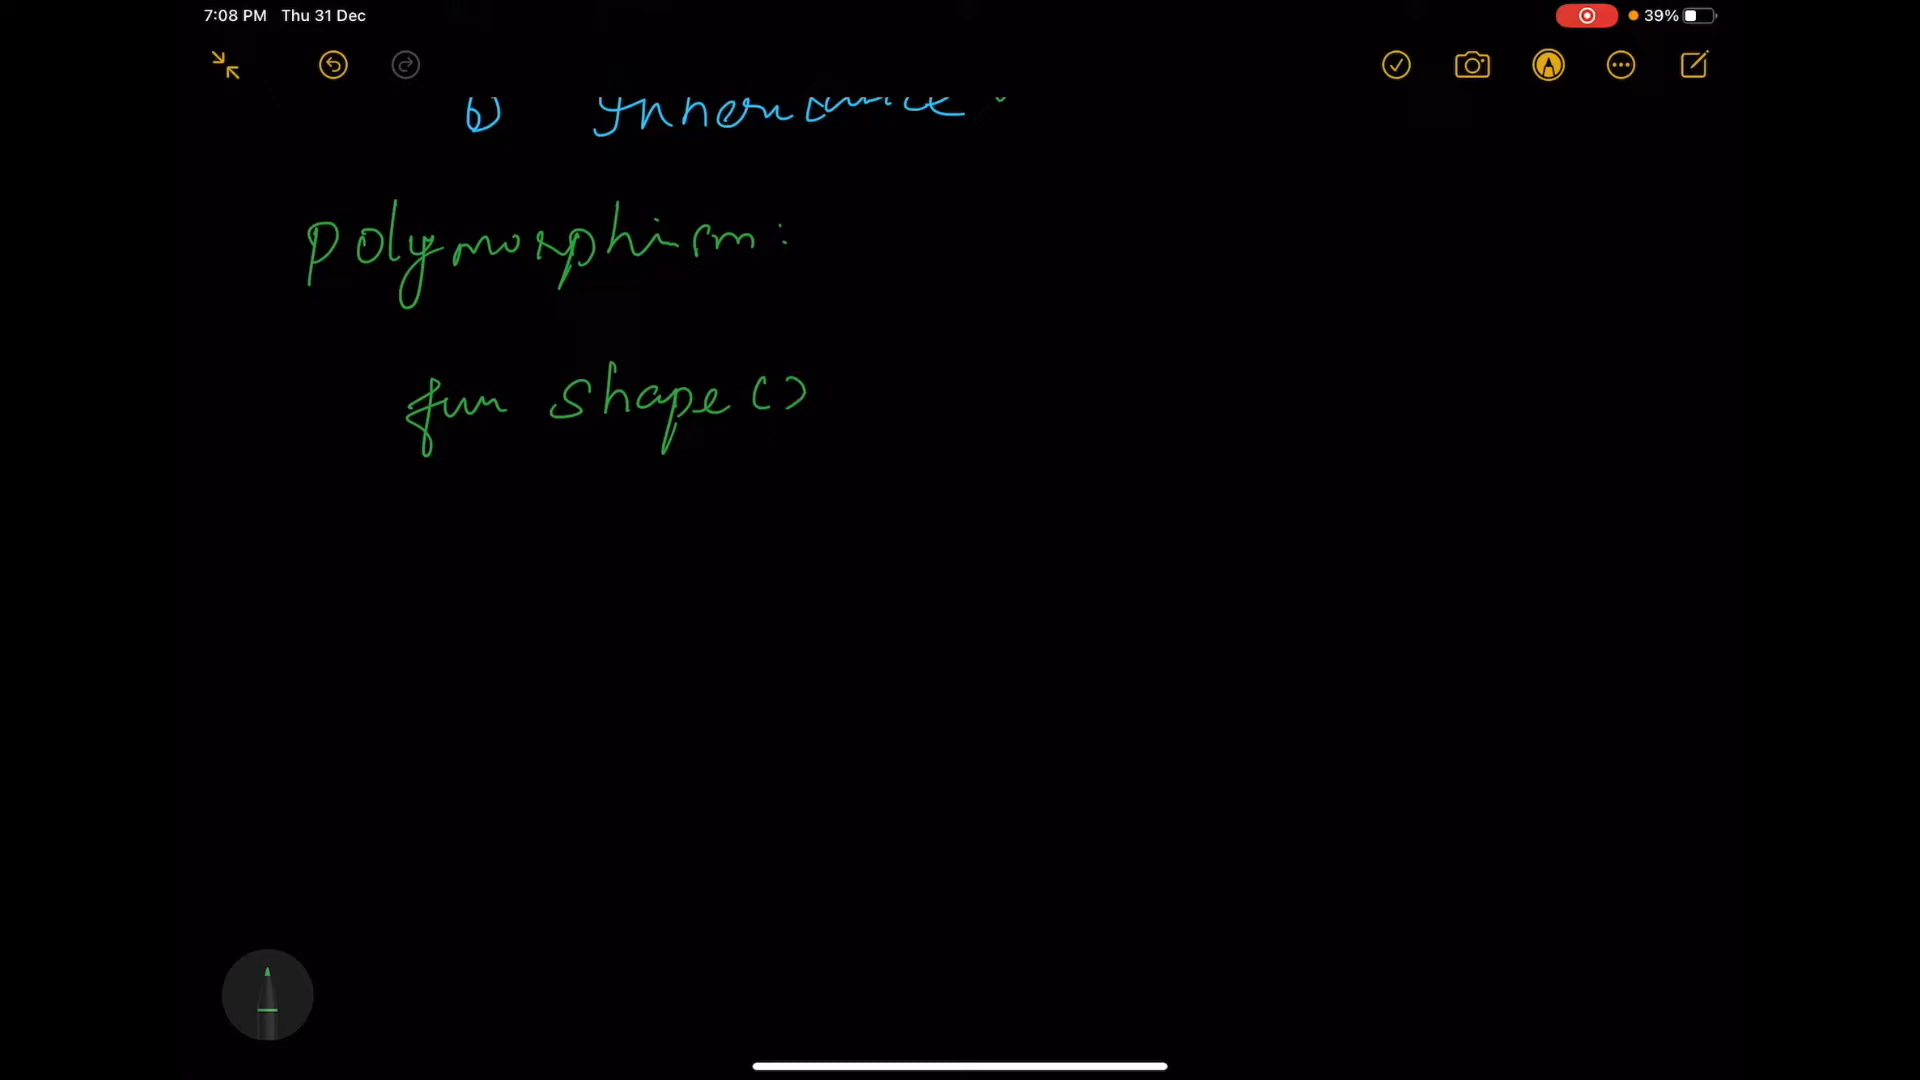 7:08 PM Thu 31 Dec
39%
b) Inheritance
Polymorphism:
fun shape()